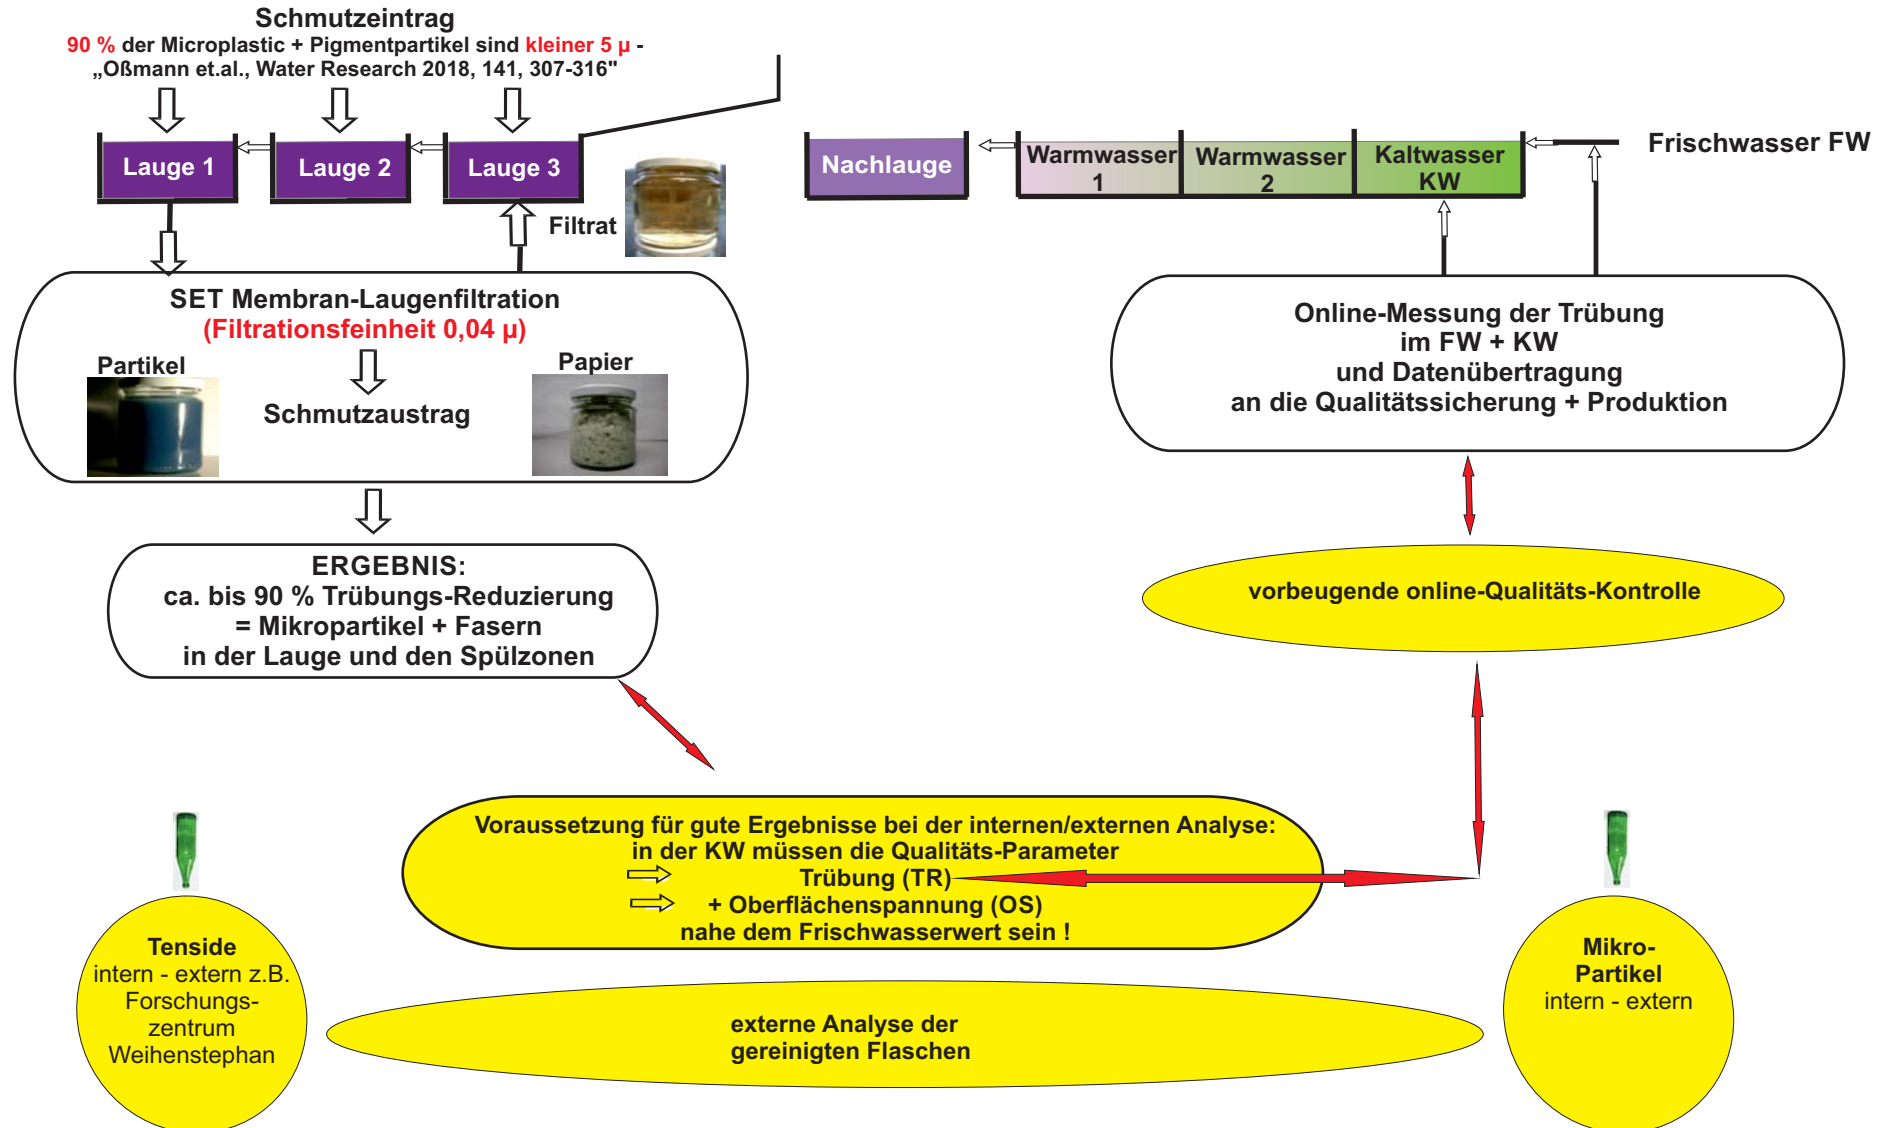 Schmutzeintrag
90 % der Microplastic + Pigmentpartikel sind kleiner 5 µ -
„Oßmann et.al., Water Research 2018, 141, 307-316"
Lauge 1
Lauge 2
Lauge 3
Nachlauge
Warmwasser
1
Warmwasser
2
Kaltwasser
KW
Frischwasser FW
Filtrat
SET Membran-Laugenfiltration
(Filtrationsfeinheit 0,04 µ)
Partikel
Papier
Schmutzaustrag
Online-Messung der Trübung
im FW + KW
und Datenübertragung
an die Qualitätssicherung + Produktion
ERGEBNIS:
ca. bis 90 % Trübungs-Reduzierung
= Mikropartikel + Fasern
in der Lauge und den Spülzonen
vorbeugende online-Qualitäts-Kontrolle
Voraussetzung für gute Ergebnisse bei der internen/externen Analyse:
in der KW müssen die Qualitäts-Parameter
Trübung (TR)
+ Oberflächenspannung (OS)
nahe dem Frischwasserwert sein !
Tenside
intern - extern z.B.
Forschungs-
zentrum
Weihenstephan
externe Analyse der
gereinigten Flaschen
Mikro-
Partikel
intern - extern